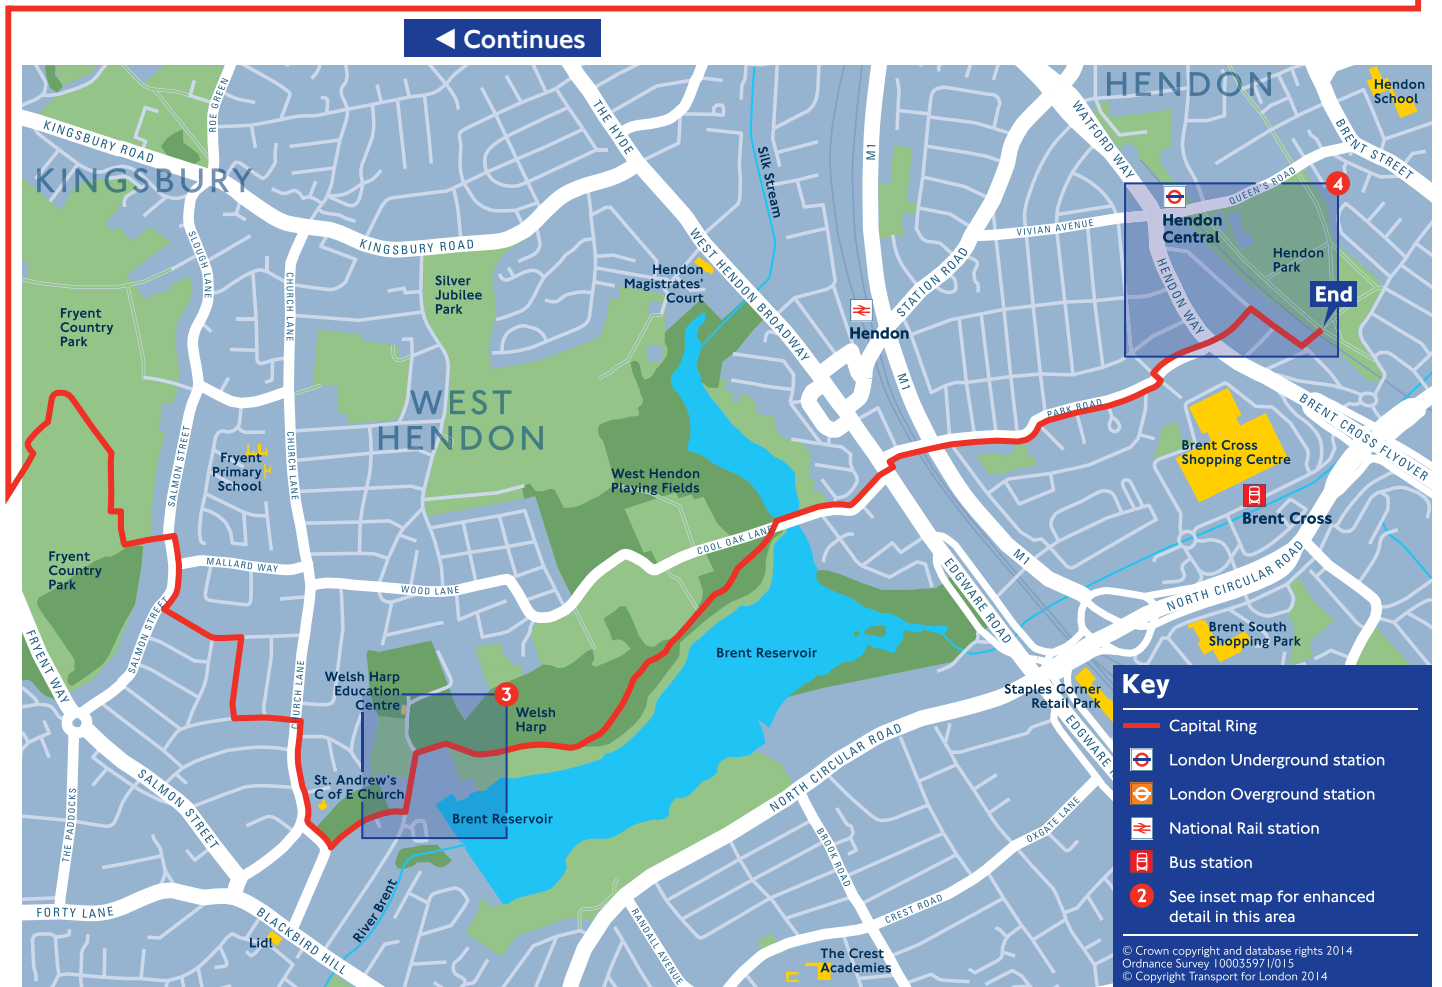 ◄ Continues
HENDON
Hendon
School
ROE GREEN
THE HYDE
WATFORD WAY
KINGSBURY ROAD
BRENT STREET
M1
Silk Stream
KINGSBURY
4
QUEEN'S ROAD
Hendon
Central
VIVIAN AVENUE
KINGSBURY ROAD
SLOUGH LANE
CHURCH LANE
WEST HENDON BROADWAY
STATION ROAD
Hendon
Park
HENDON WAY
Silver
Jubilee
Park
Hendon
Magistrates'
Court
End
Fryent
Country
Park
Hendon
M1
WEST
HENDON
PARK ROAD
BRENT CROSS FLYOVER
SALMON STREET
CHURCH LANE
Fryent
Primary
School
West Hendon
Playing Fields
Brent Cross
Shopping Centre
Brent Cross
COOL OAK LANE
M1
Fryent
Country
Park
MALLARD WAY
WOOD LANE
EDGWARE ROAD
NORTH CIRCULAR ROAD
SALMON STREET
FRYENT WAY
Brent South
Shopping Park
Brent Reservoir
CHURCH LANE
Welsh Harp
Education
Centre
3
Welsh
Harp
Staples Corner
Retail Park
EDGWARE R
NORTH CIRCULAR ROAD
SALMON STREET
THE PADDOCKS
St. Andrew's
C of E Church
Brent Reservoir
BROOK ROAD
OXGATE LANE
River Brent
FORTY LANE
BLACKBIRD HILL
Lidl
CREST ROAD
RANDALL AVENUE
The Crest
Academies
Key
Capital Ring
London Underground station
London Overground station
National Rail station
Bus station
2 See inset map for enhanced
detail in this area
© Crown copyright and database rights 2014
Ordnance Survey 100035971/015
© Copyright Transport for London 2014